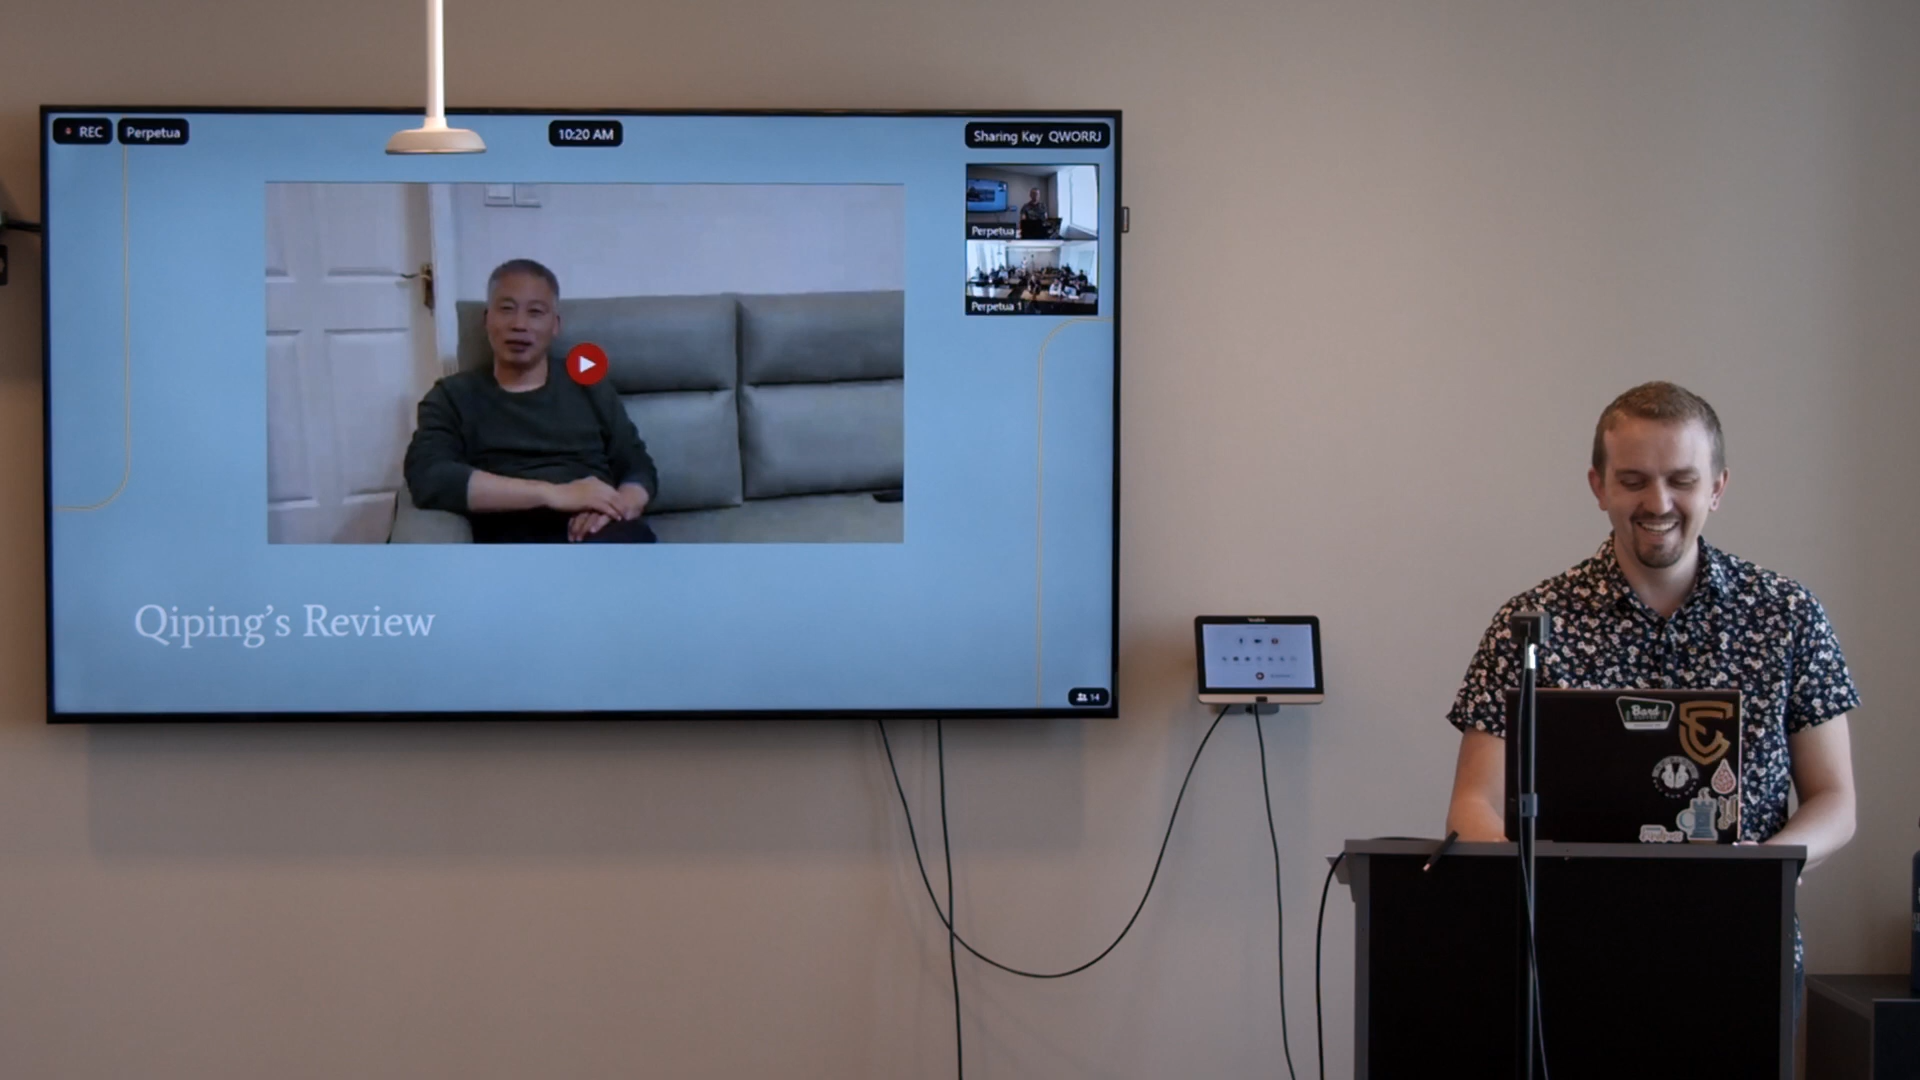 REC
Perpetua
10:20 AM
Sharing Key QWORRJ
Perpetua
Perpetua 1
Qiping's Review
14
Bard